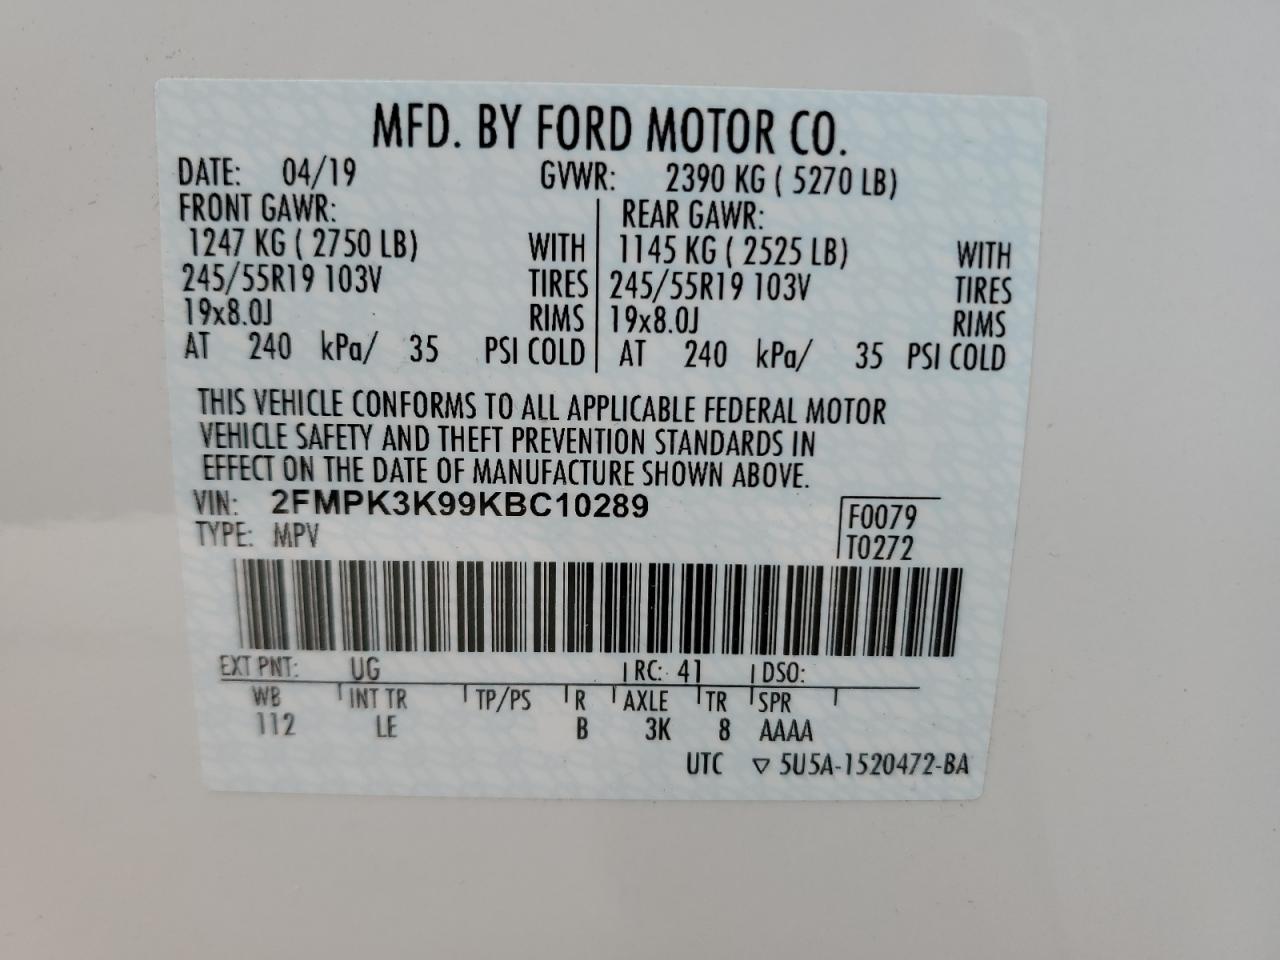 MFD. BY FORD MOTOR CO.
DATE: 04/19 GVWR: 2390 KG ( 5270 LB)
FRONT GAWR: REAR GAWR:
1247 KG ( 2750 LB) WITH 1145 KG ( 2525 LB) WITH
245/55R19 103V TIRES 245/55R19 103V TIRES
19x8.0J RIMS 19x8.0J RIMS
AT 240 kPa/ 35 PSI COLD AT 240 kPa/ 35 PSI COLD
THIS VEHICLE CONFORMS TO ALL APPLICABLE FEDERAL MOTOR
VEHICLE SAFETY AND THEFT PREVENTION STANDARDS IN
EFFECT ON THE DATE OF MANUFACTURE SHOWN ABOVE.
VIN: 2FMPK3K99KBC10289
TYPE: MPV
F0079
T0272
EXT PNT: UG RC: 41 DSO:
WB INT TR TP/PS R AXLE TR SPR
112 LE B 3K 8 AAAA
UTC ▽ 5U5A-1520472-BA